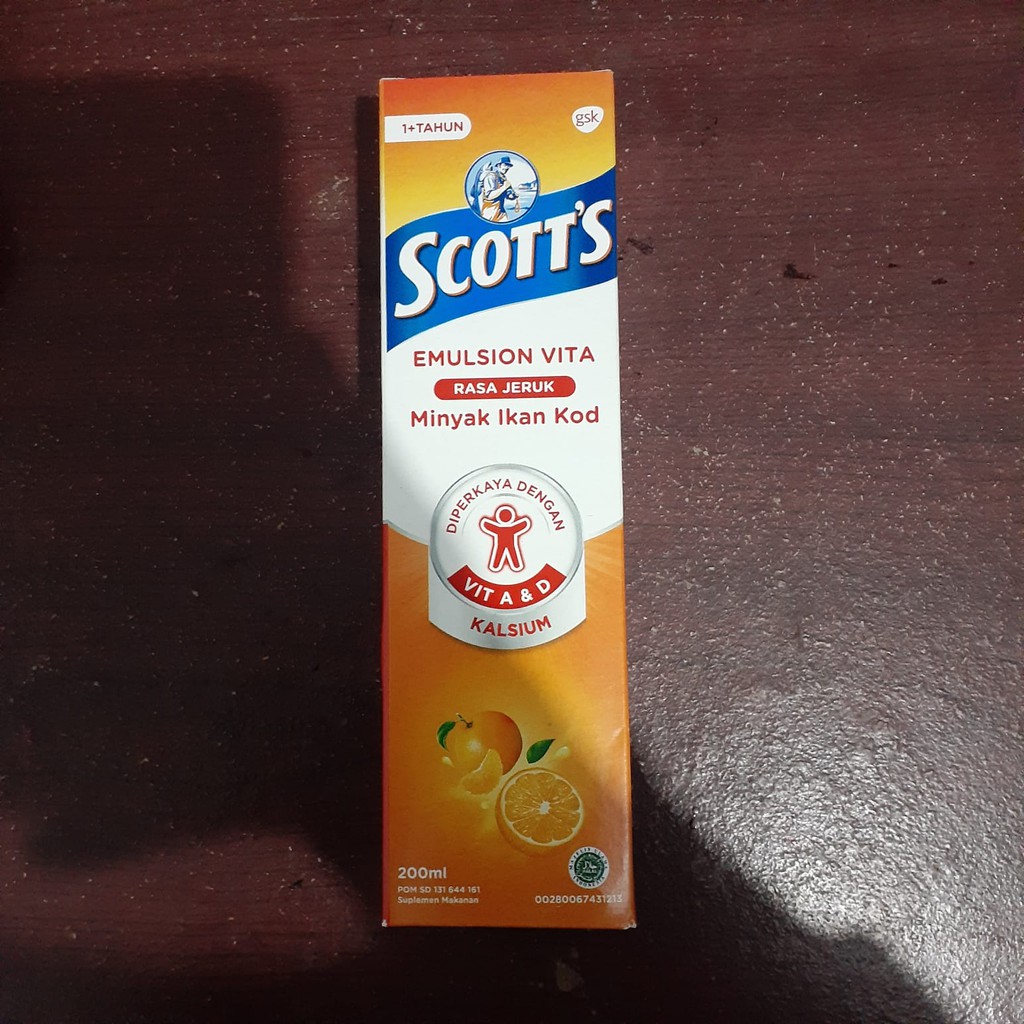 1+TAHUN
gsk
SCOTT'S
EMULSION VITA
RASA JERUK
Minyak Ikan Kod
DIPERKAYA DENGAN
VIT A & D
KALSIUM
200ml
POM SD 131 644 161
Suplemen Makanan
00280067431213